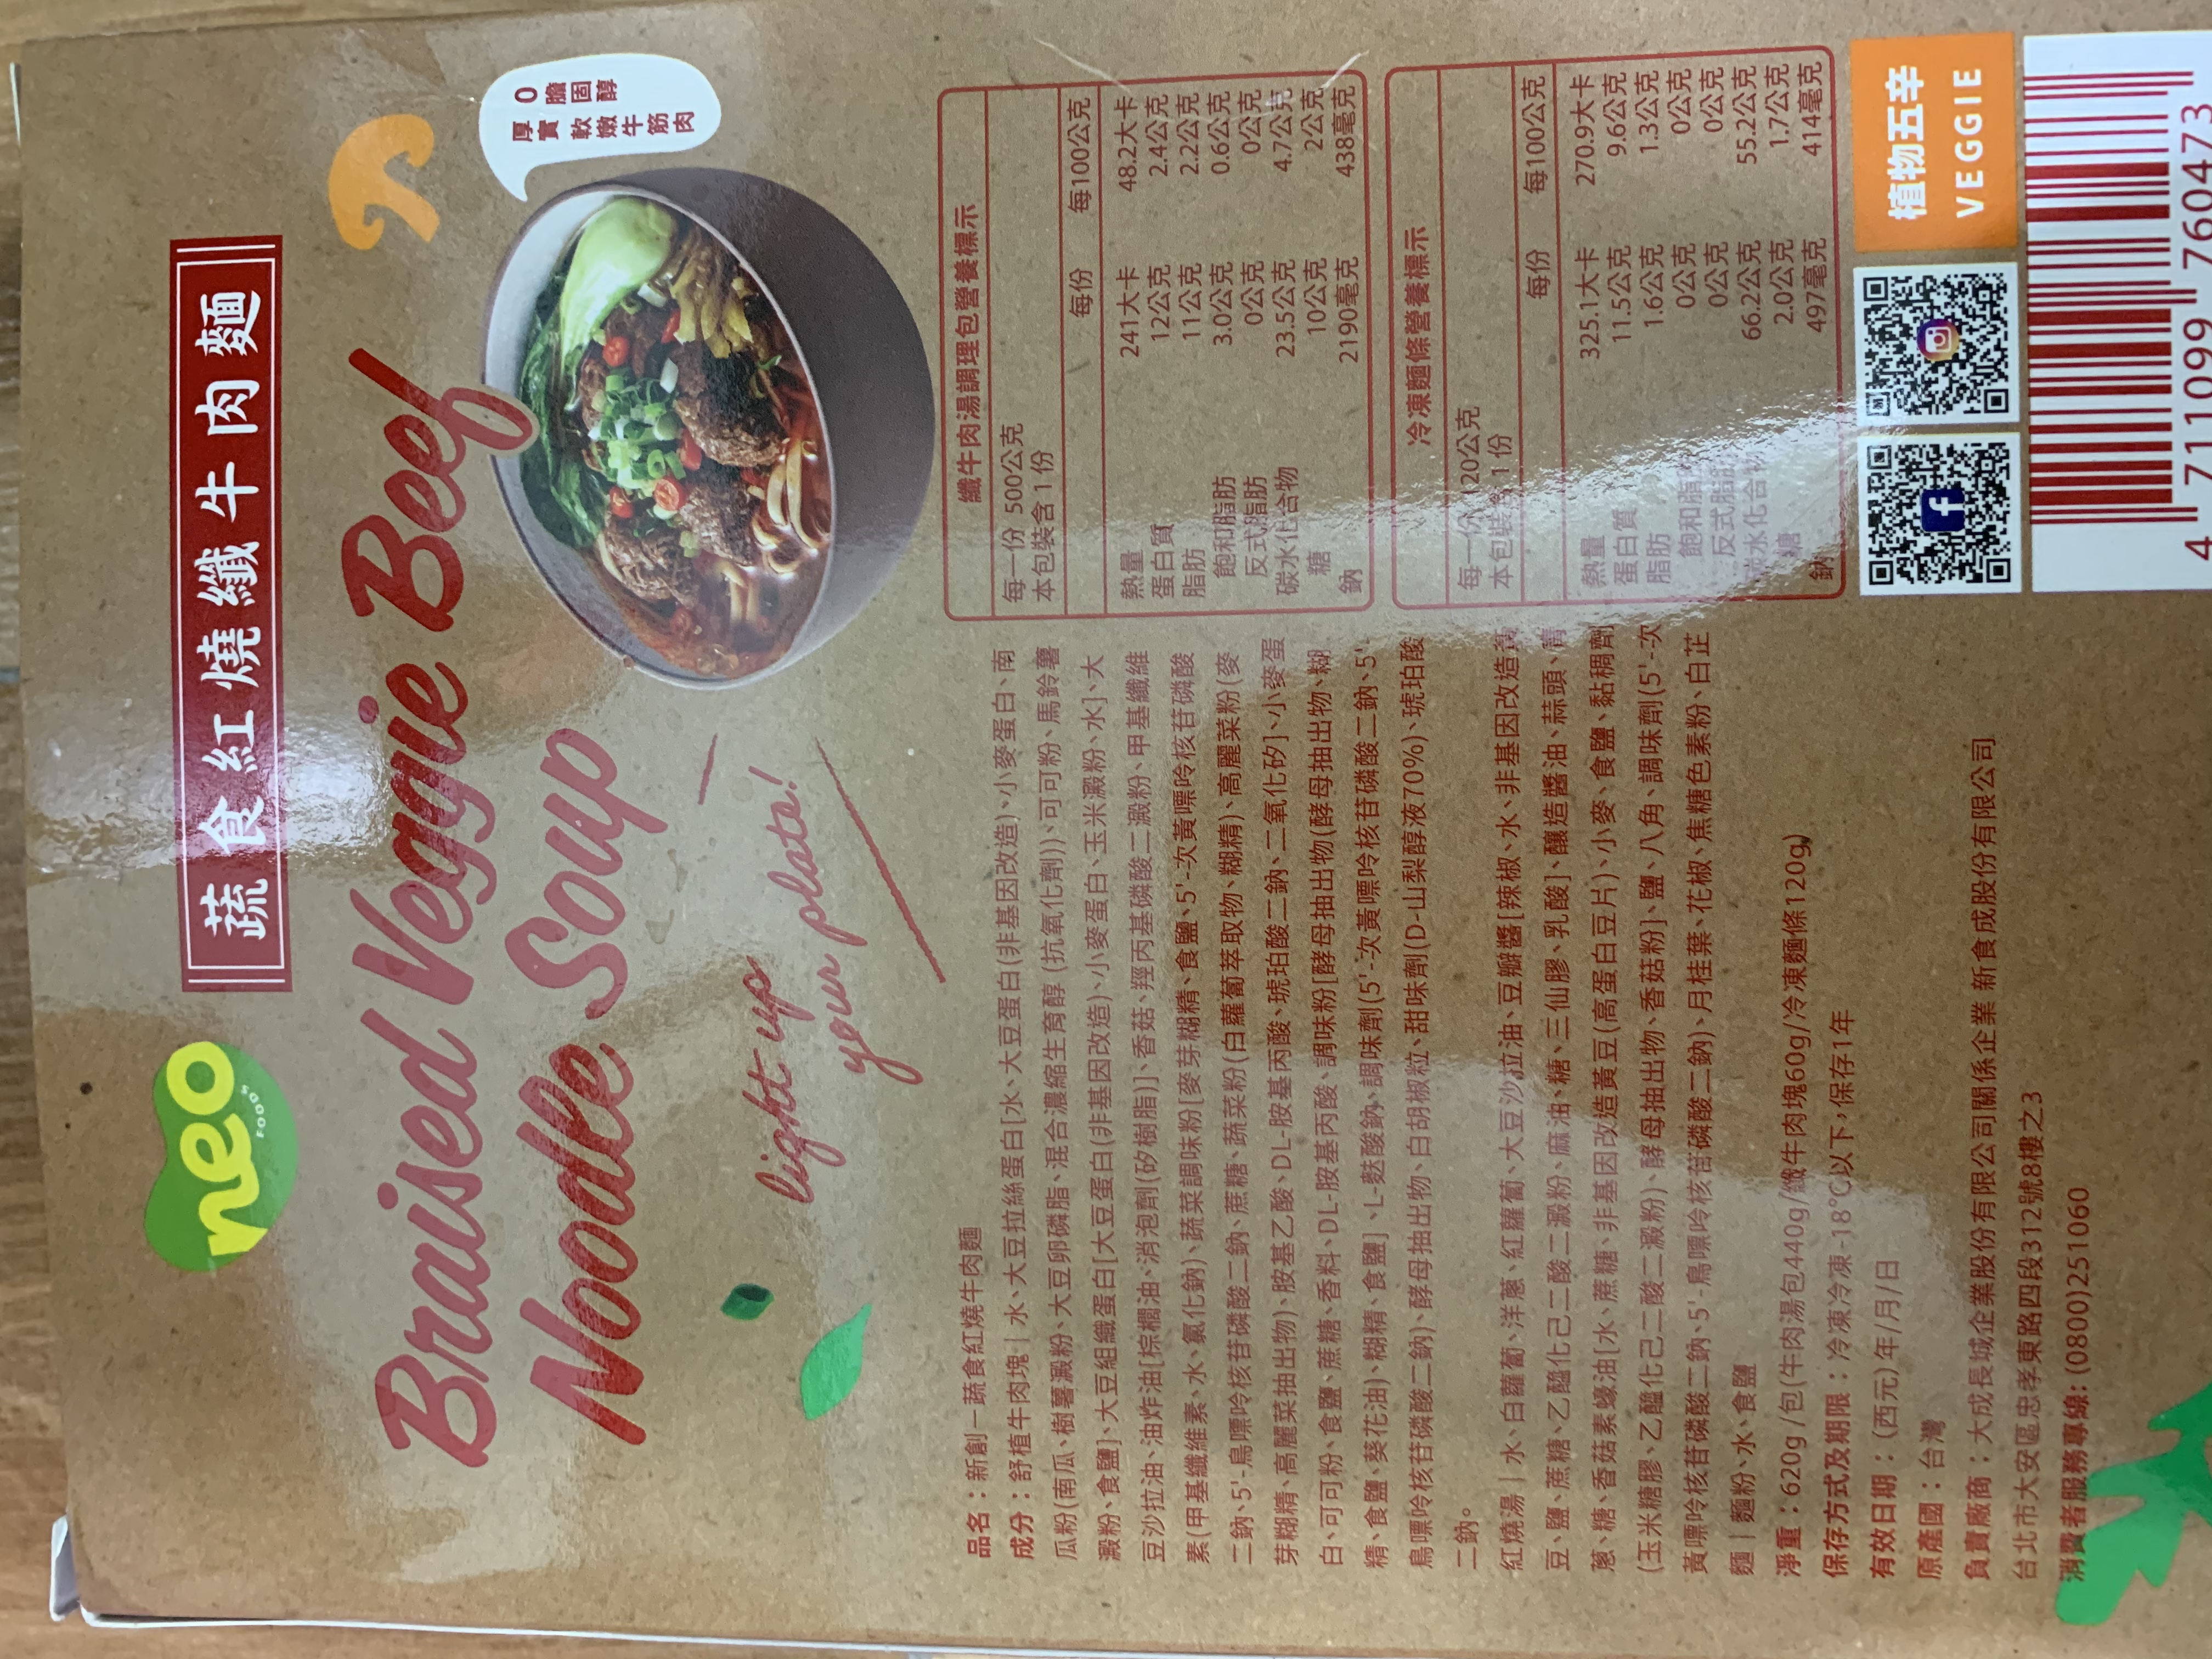 neo
FOODS
蔬食紅燒纖牛肉麵
Braised Veggie Beef
Noodle Soup
light up
your plate!
0膽固醇
厚實軟嫩牛筋肉
品名：新創－蔬食紅燒牛肉麵
成分：舒植牛肉塊｜水、大豆拉絲蛋白[水、大豆蛋白(非基因改造)、小麥蛋白、南
瓜粉(南瓜、樹薯澱粉、大豆卵磷脂、混合濃縮生育醇 (抗氧化劑))、可可粉、馬鈴薯
澱粉、食鹽]、大豆組織蛋白[大豆蛋白(非基因改造)、小麥蛋白、玉米澱粉、水]、大
豆沙拉油、油炸油[棕櫚油、消泡劑(矽樹脂)]、香菇、羥丙基磷酸二澱粉、甲基纖維
素(甲基纖維素、水、氯化鈉)、蔬菜調味粉[麥芽糊精、食鹽、5'-次黃嘌呤核苷磷酸
二鈉、5'-鳥嘌呤核苷磷酸二鈉、蔗糖、蔬菜粉(白蘿蔔萃取物、糊精)、高麗菜粉(麥
芽糊精、高麗菜抽出物)、胺基乙酸、DL-胺基丙酸、琥珀酸二鈉、二氧化矽]、小麥蛋
白、可可粉、食鹽、蔗糖、香料、DL-胺基丙酸、調味粉[酵母抽出物(酵母抽出物、糊
精、食鹽、葵花油)、糊精、食鹽]、L-麩酸鈉、調味劑(5'-次黃嘌呤核苷磷酸二鈉、5'
鳥嘌呤核苷磷酸二鈉)、酵母抽出物、白胡椒粒、甜味劑(D-山梨醇液70%)、琥珀酸
二鈉。
紅燒湯｜水、白蘿蔔、洋蔥、紅蘿蔔、大豆沙拉油、豆瓣醬[辣椒、水、非基因改造黃
豆、鹽、蔗糖、乙醯化己二酸二澱粉、麻油、糖、三仙膠、乳酸]、釀造醬油、蒜頭、青
蔥、糖、香菇素蠔油[水、蔗糖、非基因改造黃豆(高蛋白豆片)、小麥、食鹽、黏稠劑
(玉米糖膠、乙醯化己二酸二澱粉)、酵母抽出物、香菇粉]、鹽、八角、調味劑(5'-次
黃嘌呤核苷磷酸二鈉、5'-鳥嘌呤核苷磷酸二鈉)、月桂葉、花椒、焦糖色素粉、白芷
麵｜麵粉、水、食鹽
淨重：620g /包(牛肉湯包440g/纖牛肉塊60g/冷凍麵條120g)
保存方式及期限：冷凍冷凍-18℃以下，保存1年
有效日期：(西元)年/月/日
原產國：台灣
負責廠商：大成長城企業股份有限公司關係企業 新食成股份有限公司
台北市大安區忠孝東路四段312號8樓之3
消費者服務專線: (0800)251060
纖牛肉湯調理包營養標示
每一份 500公克
本包裝含 1 份
每份 每100公克
熱量 241大卡 48.2大卡
蛋白質 12公克 2.4公克
脂肪 11公克 2.2公克
飽和脂肪 3.0公克 0.6公克
反式脂肪 0公克 0公克
碳水化合物 23.5公克 4.7公克
糖 10公克 2公克
鈉 2190毫克 438毫克
冷凍麵條營養標示
每一份 120公克
本包裝含 1 份
每份 每100公克
熱量 325.1大卡 270.9大卡
蛋白質 11.5公克 9.6公克
脂肪 1.6公克 1.3公克
飽和脂肪 0公克 0公克
反式脂肪 0公克 0公克
碳水化合物 66.2公克 55.2公克
糖 2.0公克 1.7公克
鈉 497毫克 414毫克
植物五辛
VEGGIE
4 711099 760473